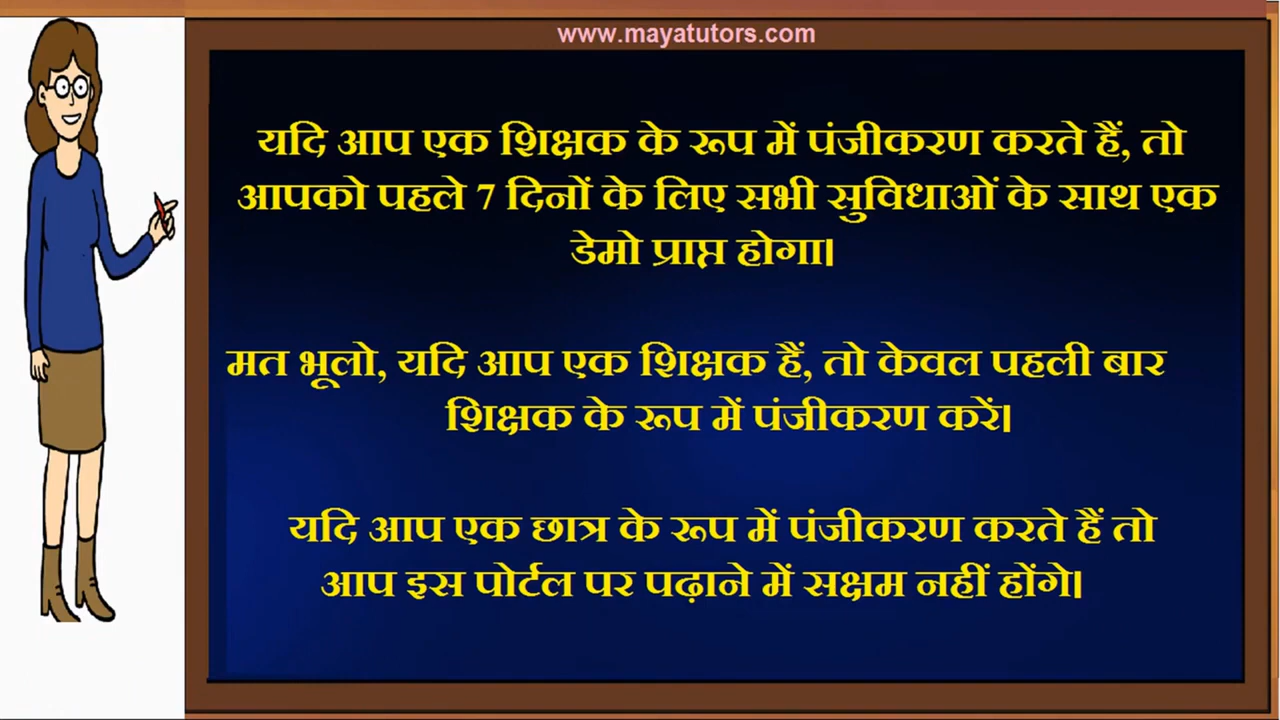 www.mayatutors.com
यदि आप एक शिक्षक के रूप में पंजीकरण करते हैं, तो
आपको पहले 7 दिनों के लिए सभी सुविधाओं के साथ एक
डेमो प्राप्त होगा।
मत भूलो, यदि आप एक शिक्षक हैं, तो केवल पहली बार
शिक्षक के रूप में पंजीकरण करें।
यदि आप एक छात्र के रूप में पंजीकरण करते हैं तो
आप इस पोर्टल पर पढ़ाने में सक्षम नहीं होंगे।